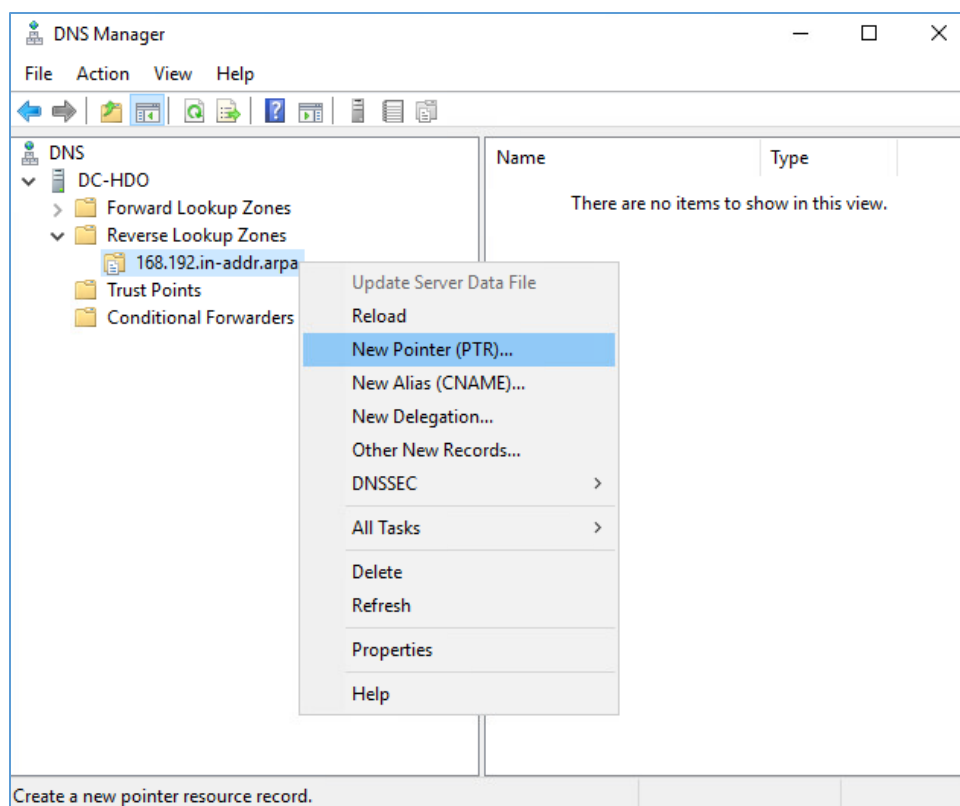 DNS Manager
File Action View Help
DNS
DC-HDO
Forward Lookup Zones
Reverse Lookup Zones
168.192.in-addr.arpa
Trust Points
Conditional Forwarders
Name Type
There are no items to show in this view.
Update Server Data File
Reload
New Pointer (PTR)...
New Alias (CNAME)...
New Delegation...
Other New Records...
DNSSEC
All Tasks
Delete
Refresh
Properties
Help
Create a new pointer resource record.